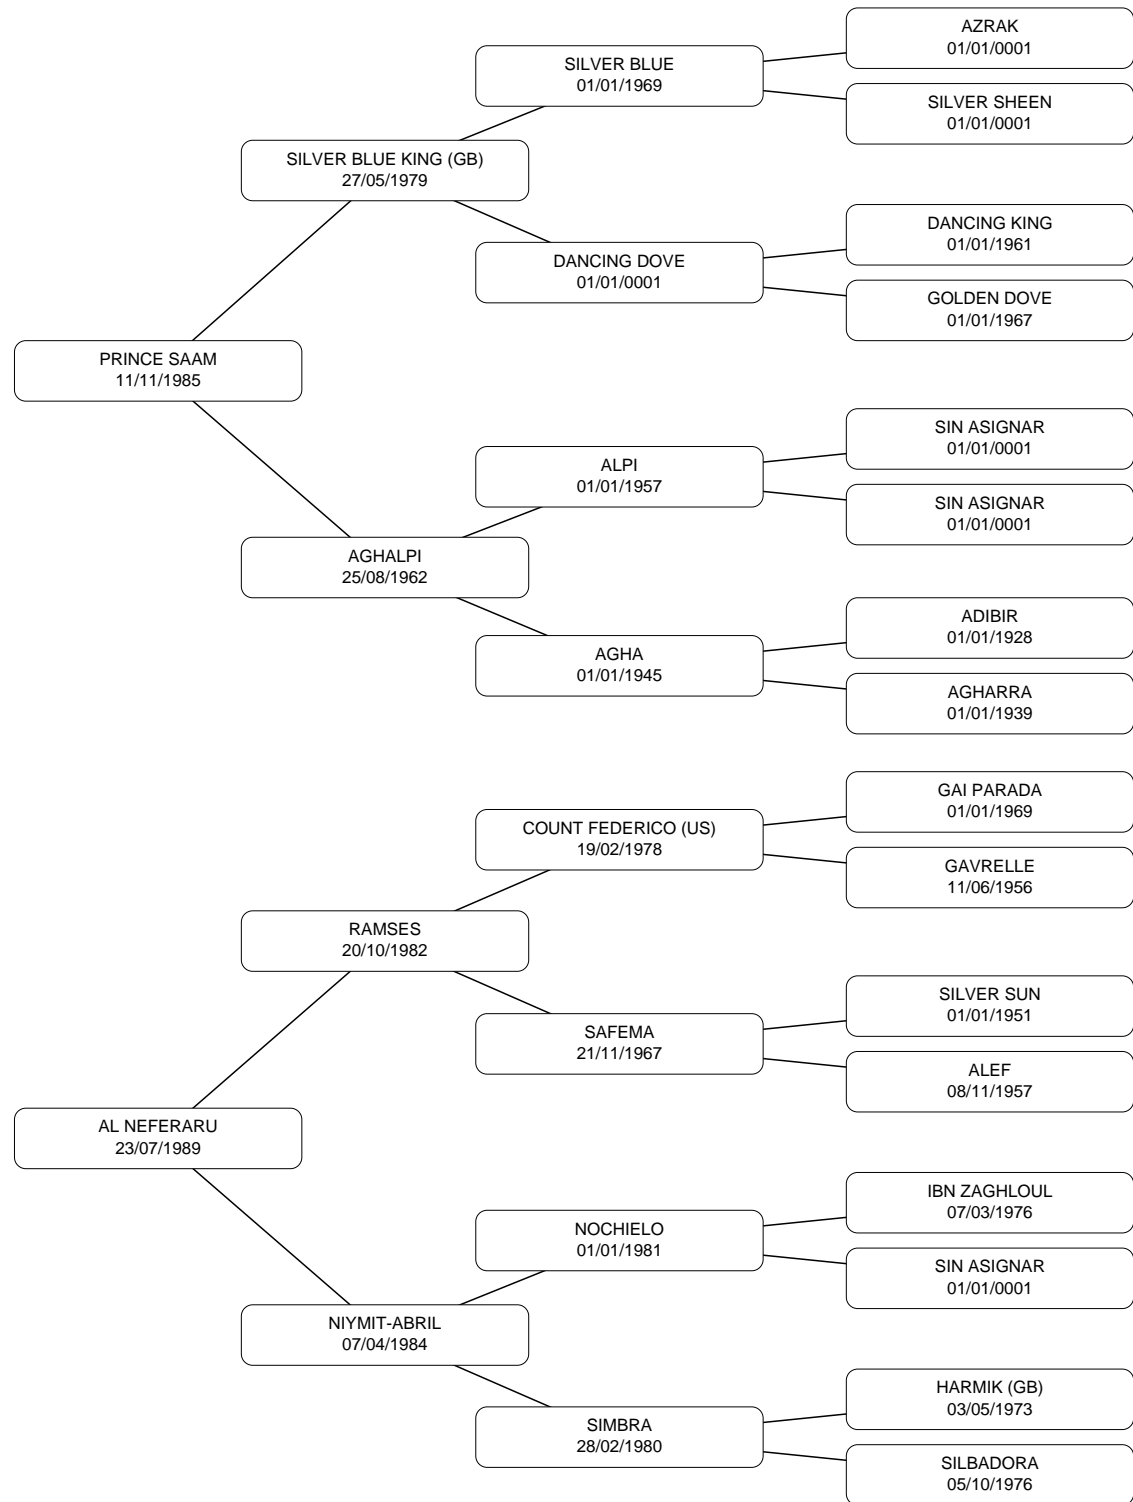 AZRAK
01/01/0001
SILVER BLUE
01/01/1969
SILVER SHEEN
01/01/0001
SILVER BLUE KING (GB)
27/05/1979
DANCING KING
01/01/1961
DANCING DOVE
01/01/0001
GOLDEN DOVE
01/01/1967
PRINCE SAAM
11/11/1985
SIN ASIGNAR
01/01/0001
ALPI
01/01/1957
SIN ASIGNAR
01/01/0001
AGHALPI
25/08/1962
ADIBIR
01/01/1928
AGHA
01/01/1945
AGHARRA
01/01/1939
GAI PARADA
01/01/1969
COUNT FEDERICO (US)
19/02/1978
GAVRELLE
11/06/1956
RAMSES
20/10/1982
SILVER SUN
01/01/1951
SAFEMA
21/11/1967
ALEF
08/11/1957
AL NEFERARU
23/07/1989
IBN ZAGHLOUL
07/03/1976
NOCHIELO
01/01/1981
SIN ASIGNAR
01/01/0001
NIYMIT-ABRIL
07/04/1984
HARMIK (GB)
03/05/1973
SIMBRA
28/02/1980
SILBADORA
05/10/1976